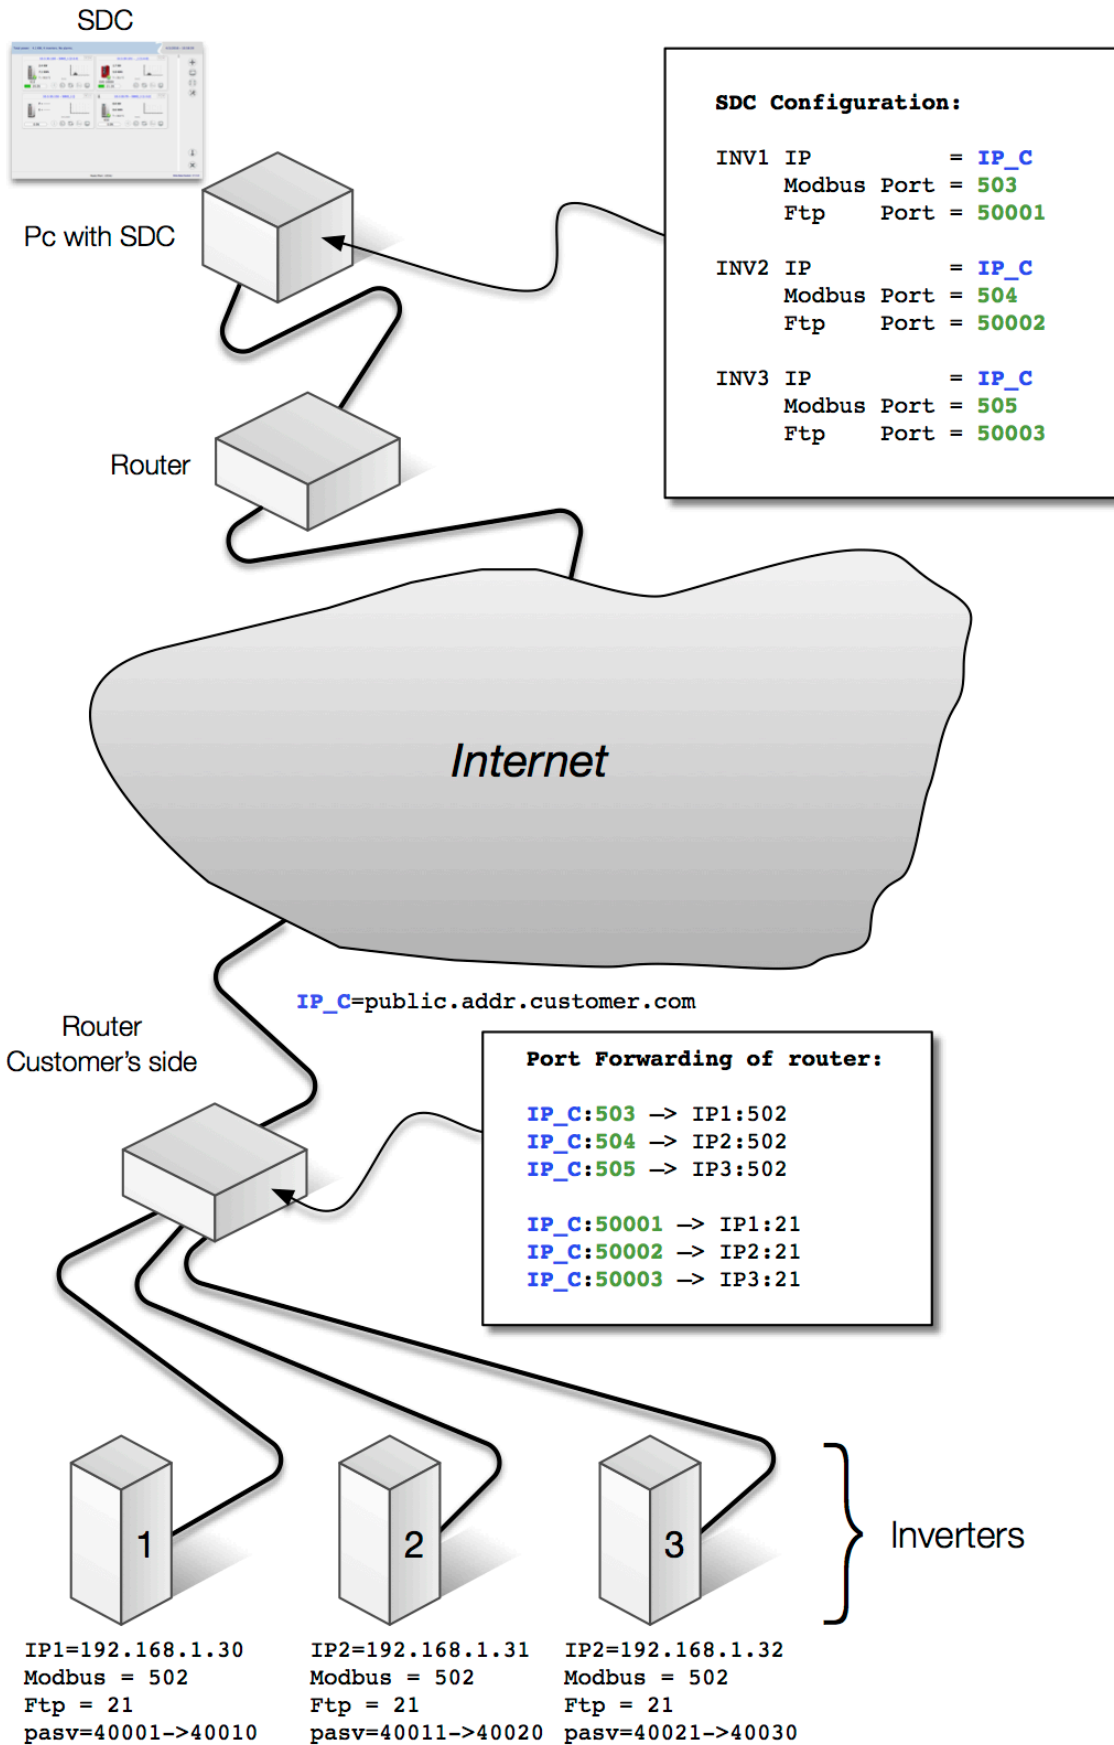 SDC
Pc with SDC
SDC Configuration:
INV1 IP = IP_C
Modbus Port = 503
Ftp Port = 50001
INV2 IP = IP_C
Modbus Port = 504
Ftp Port = 50002
INV3 IP = IP_C
Modbus Port = 505
Ftp Port = 50003
Router
Internet
IP_C=public.addr.customer.com
Router
Customer's side
Port Forwarding of router:
IP_C:503 —> IP1:502
IP_C:504 —> IP2:502
IP_C:505 —> IP3:502
IP_C:50001 —> IP1:21
IP_C:50002 —> IP2:21
IP_C:50003 —> IP3:21
1
2
3
Inverters
IP1=192.168.1.30
Modbus = 502
Ftp = 21
pasv=40001->40010
IP2=192.168.1.31
Modbus = 502
Ftp = 21
pasv=40011->40020
IP2=192.168.1.32
Modbus = 502
Ftp = 21
pasv=40021->40030